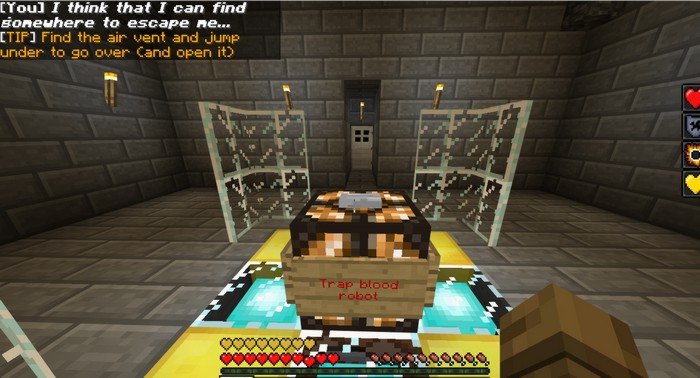 [You] I think that I can find
somewhere to escape me...
[TIP] Find the air vent and jump
under to go over (and open it)
Trap blood
robot